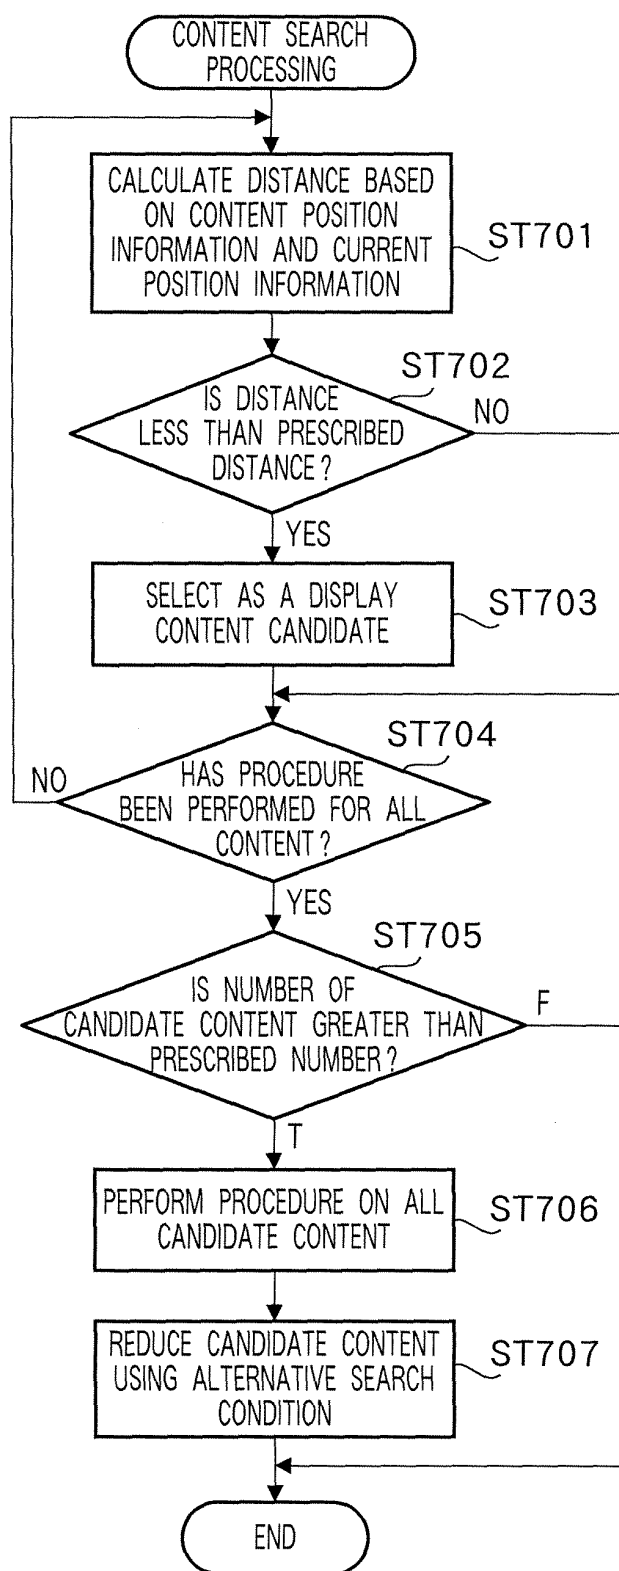 CONTENT SEARCH
PROCESSING
CALCULATE DISTANCE BASED
ON CONTENT POSITION
INFORMATION AND CURRENT
POSITION INFORMATION
ST701
ST702
IS DISTANCE
LESS THAN PRESCRIBED
DISTANCE?
NO
YES
SELECT AS A DISPLAY
CONTENT CANDIDATE
ST703
ST704
HAS PROCEDURE
BEEN PERFORMED FOR ALL
CONTENT?
NO
YES
ST705
IS NUMBER OF
CANDIDATE CONTENT GREATER THAN
PRESCRIBED NUMBER?
F
T
PERFORM PROCEDURE ON ALL
CANDIDATE CONTENT
ST706
REDUCE CANDIDATE CONTENT
USING ALTERNATIVE SEARCH
CONDITION
ST707
END